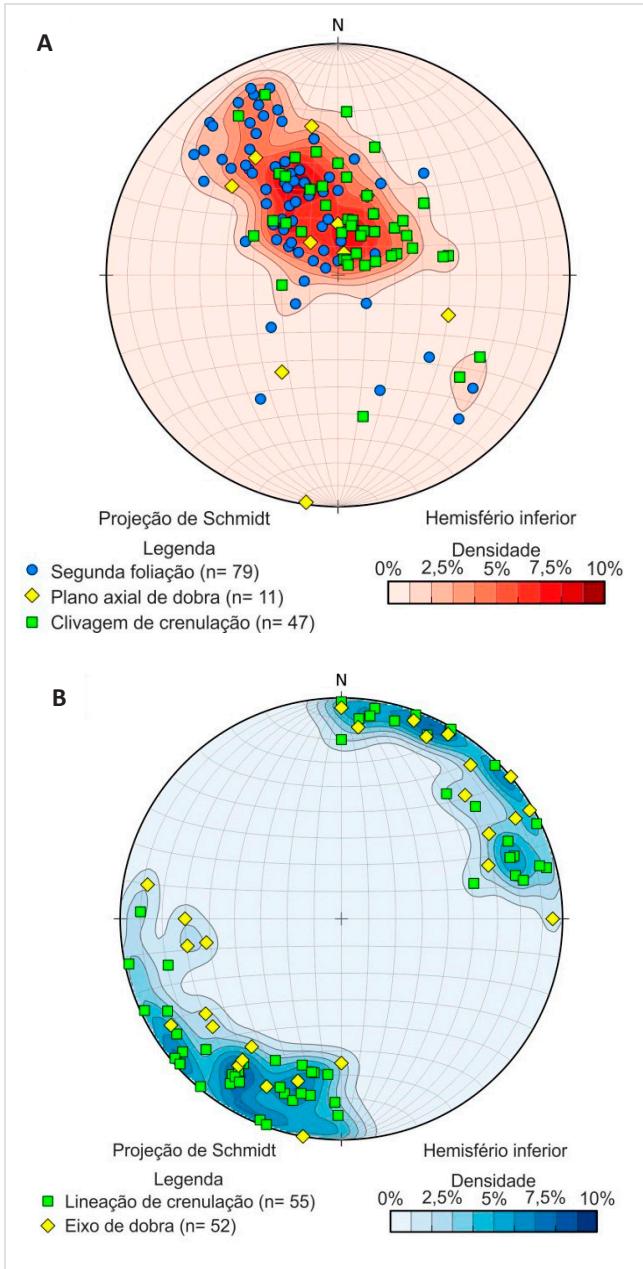 A
N
Projeção de Schmidt
Hemisfério inferior
Legenda
Densidade
Segunda foliação (n= 79)
0% 2,5% 5% 7,5% 10%
Plano axial de dobra (n= 11)
Clivagem de crenulação (n= 47)
B
N
Projeção de Schmidt
Hemisfério inferior
Legenda
Densidade
Lineação de crenulação (n= 55)
0% 2,5% 5% 7,5% 10%
Eixo de dobra (n= 52)